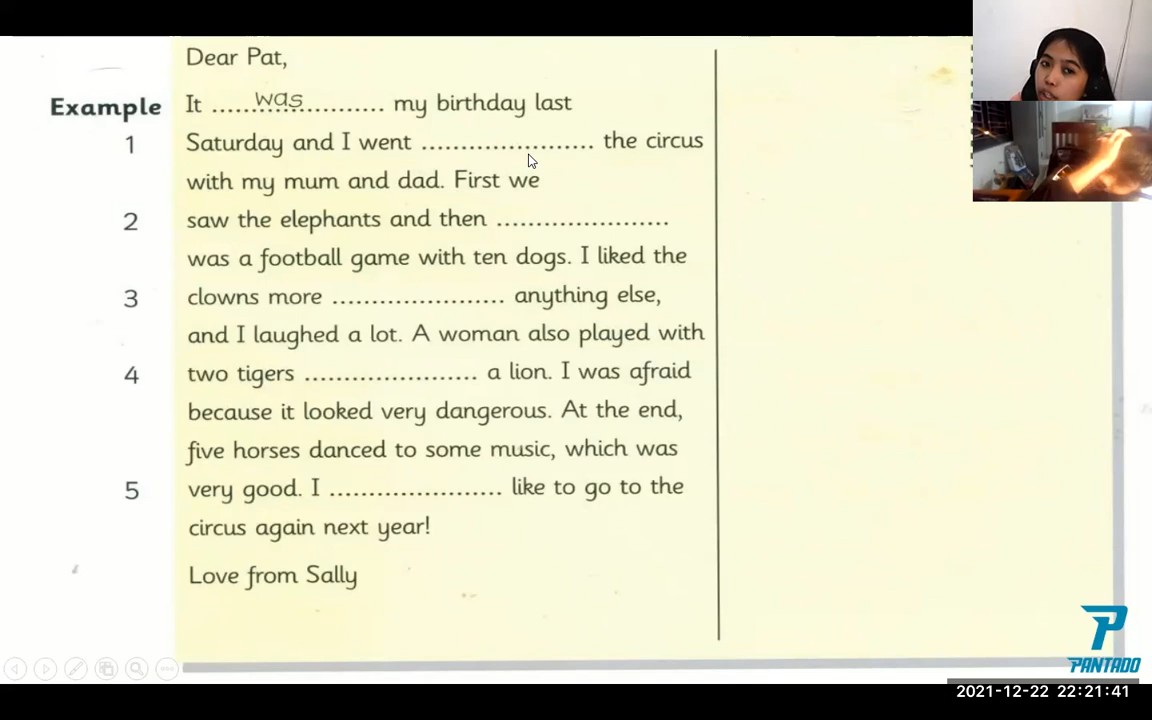 Dear Pat,
Example It ......was............ my birthday last
1 Saturday and I went ...................... the circus
with my mum and dad. First we
2 saw the elephants and then ......................
was a football game with ten dogs. I liked the
3 clowns more ...................... anything else,
and I laughed a lot. A woman also played with
4 two tigers ...................... a lion. I was afraid
because it looked very dangerous. At the end,
five horses danced to some music, which was
5 very good. I ...................... like to go to the
circus again next year!
Love from Sally
PANTADO
2021-12-22 22:21:41